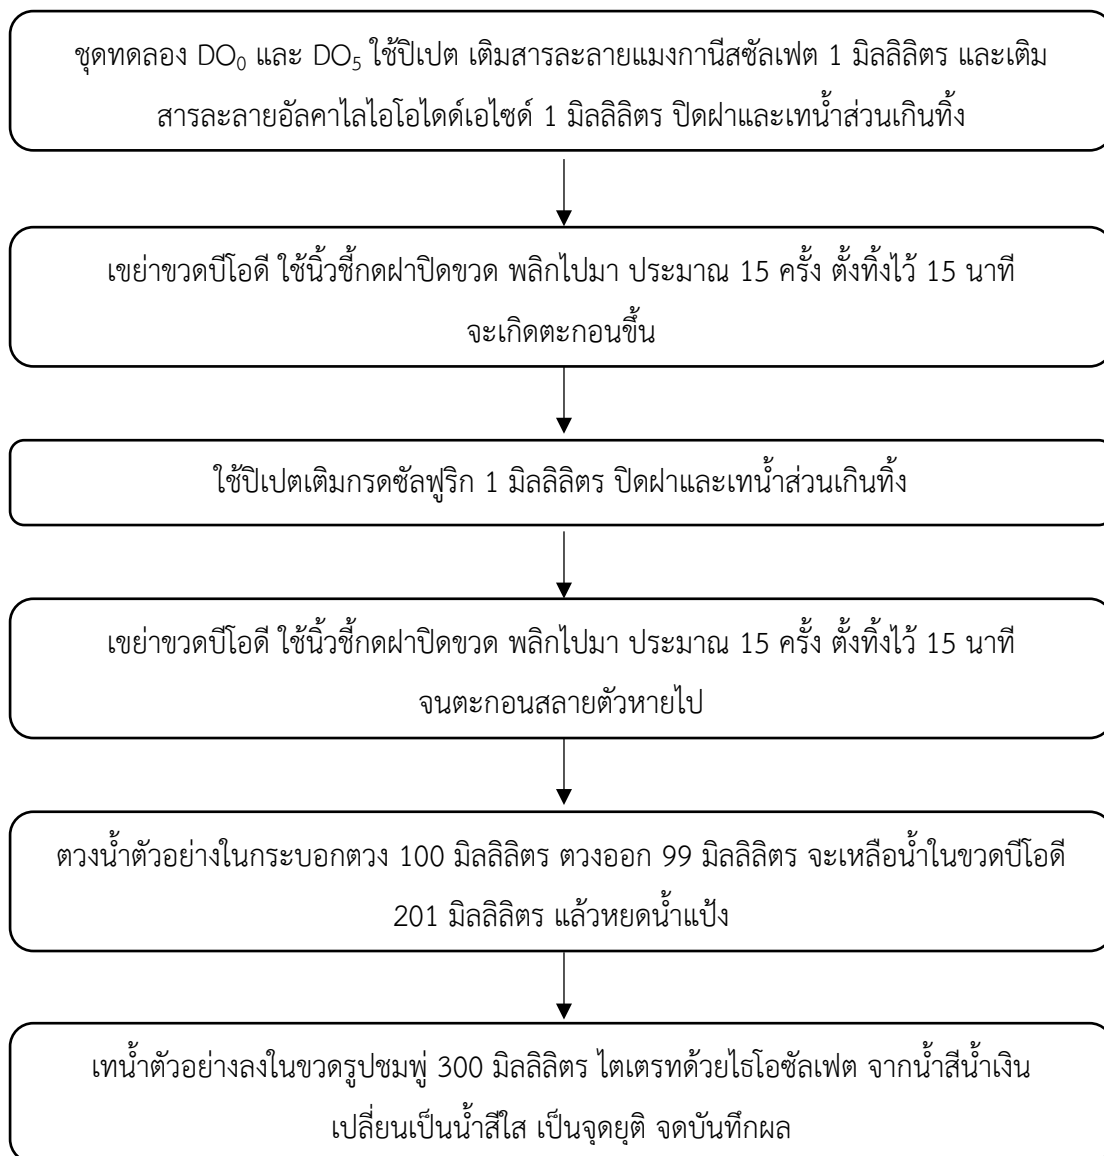 ชุดทดลอง DO₀ และ DO₅ ใช้ปิเปต เติมสารละลายแมงกานีสซัลเฟต 1 มิลลิลิตร และเติม
สารละลายอัลคาไลไอโอไดด์เอไซด์ 1 มิลลิลิตร ปิดฝาและเทน้ำส่วนเกินทิ้ง
เขย่าขวดบีโอดี ใช้นิ้วชี้กดฝาปิดขวด พลิกไปมา ประมาณ 15 ครั้ง ตั้งทิ้งไว้ 15 นาที
จะเกิดตะกอนขึ้น
ใช้ปิเปตเติมกรดซัลฟูริก 1 มิลลิลิตร ปิดฝาและเทน้ำส่วนเกินทิ้ง
เขย่าขวดบีโอดี ใช้นิ้วชี้กดฝาปิดขวด พลิกไปมา ประมาณ 15 ครั้ง ตั้งทิ้งไว้ 15 นาที
จนตะกอนสลายตัวหายไป
ตวงน้ำตัวอย่างในกระบอกตวง 100 มิลลิลิตร ตวงออก 99 มิลลิลิตร จะเหลือน้ำในขวดบีโอดี
201 มิลลิลิตร แล้วหยดน้ำแป้ง
เทน้ำตัวอย่างลงในขวดรูปชมพู่ 300 มิลลิลิตร ไตเตรทด้วยไธโอซัลเฟต จากน้ำสีน้ำเงิน
เปลี่ยนเป็นน้ำสีใส เป็นจุดยุติ จดบันทึกผล